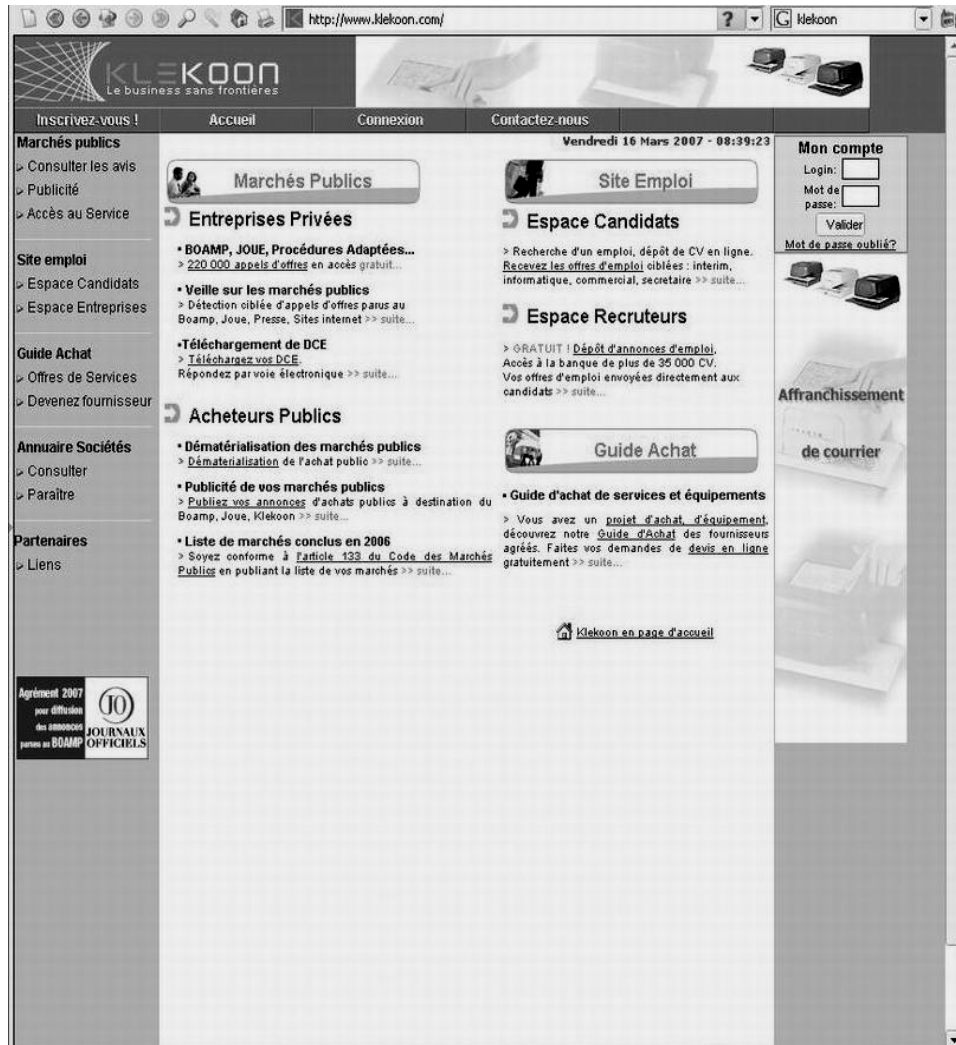 http://www.klekoon.com/
?
G klekoon
KLEKOON
Le business sans frontières
Inscrivez-vous !
Accueil
Connexion
Contactez-nous
Vendredi 16 Mars 2007 - 08:39:23
Marchés publics
Consulter les avis
Publicité
Accès au Service
Site emploi
Espace Candidats
Espace Entreprises
Guide Achat
Offres de Services
Devenez fournisseur
Annuaire Sociétés
Consulter
Paraître
Partenaires
Liens
Agrément 2007
pour diffusion
des annonces
parues au BOAMP
JO
JOURNAUX
OFFICIELS
Marchés Publics
Entreprises Privées
• BOAMP, JOUE, Procédures Adaptées...
> 220 000 appels d'offres en accès gratuit...
• Veille sur les marchés publics
> Détection ciblée d'appels d'offres parus au
Boamp, Joue, Presse, Sites internet >> suite...
•Téléchargement de DCE
> Téléchargez vos DCE.
Répondez par voie électronique >> suite...
Acheteurs Publics
• Dématérialisation des marchés publics
> Dématerialisation de l'achat public >> suite...
• Publicité de vos marchés publics
> Publiez vos annonces d'achats publics à destination du
Boamp, Joue, Klekoon >> suite...
• Liste de marchés conclus en 2006
> Soyez conforme à l'article 133 du Code des Marchés
Publics en publiant la liste de vos marchés >> suite...
Site Emploi
Espace Candidats
> Recherche d'un emploi, dépôt de CV en ligne.
Recevez les offres d'emploi ciblées : interim,
informatique, commercial, secretaire >> suite...
Espace Recruteurs
> GRATUIT ! Dépôt d'annonces d'emploi,
Accès à la banque de plus de 35 000 CV.
Vos offres d'emploi envoyées directement aux
candidats >> suite...
Guide Achat
• Guide d'achat de services et équipements
> Vous avez un projet d'achat, d'équipement,
découvrez notre Guide d'Achat des fournisseurs
agréés. Faites vos demandes de devis en ligne
gratuitement >> suite...
Klekoon en page d'accueil
Mon compte
Login:
Mot de
passe:
Valider
Mot de passe oublié?
Affranchissement
de courrier